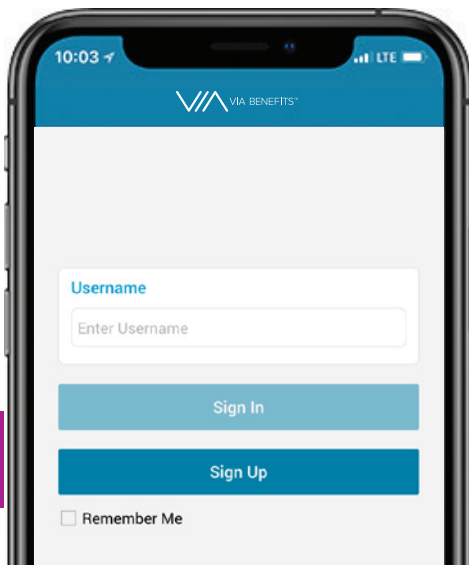 10:03
LTE
VIA BENEFITS™
Username
Enter Username
Sign In
Sign Up
Remember Me